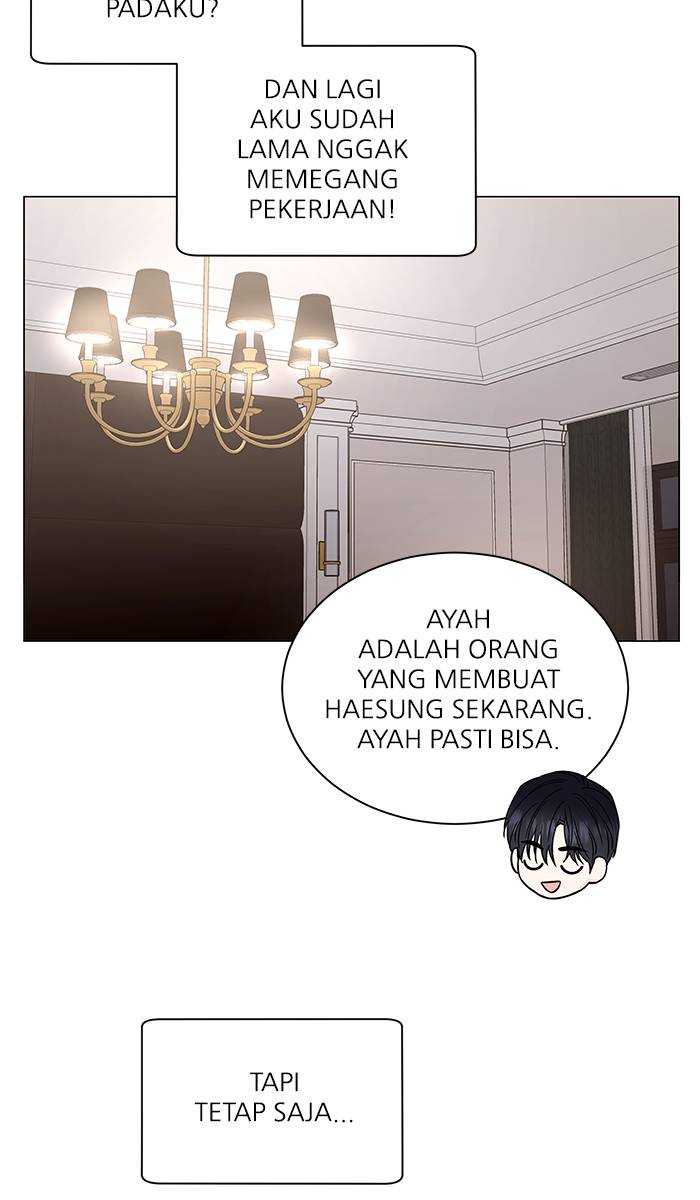 PADAKU?
DAN LAGI
AKU SUDAH
LAMA NGGAK
MEMEGANG
PEKERJAAN!
AYAH
ADALAH ORANG
YANG MEMBUAT
HAESUNG SEKARANG.
AYAH PASTI BISA.
TAPI
TETAP SAJA...